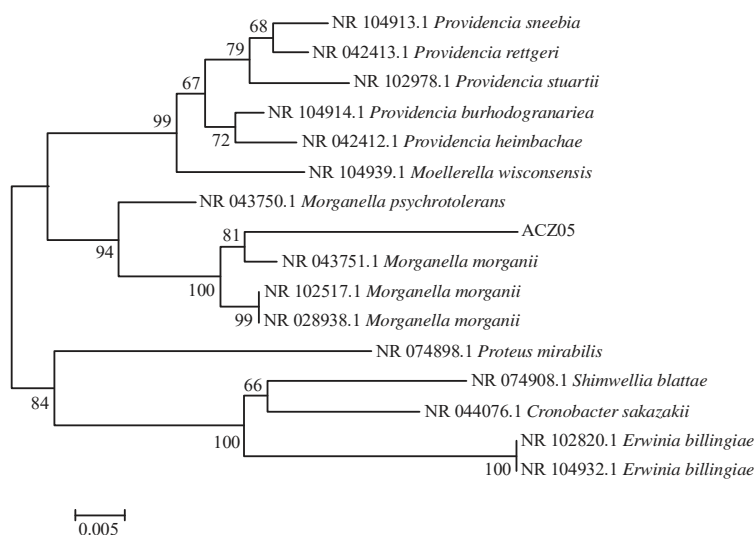 68
NR 104913.1 Providencia sneebia
79
NR 042413.1 Providencia rettgeri
67
NR 102978.1 Providencia stuartii
99
NR 104914.1 Providencia burhodogranariea
72
NR 042412.1 Providencia heimbachae
NR 104939.1 Moellerella wisconsensis
NR 043750.1 Morganella psychrotolerans
94
81
ACZ05
NR 043751.1 Morganella morganii
100
NR 102517.1 Morganella morganii
99
NR 028938.1 Morganella morganii
NR 074898.1 Proteus mirabilis
84
66
NR 074908.1 Shimwellia blattae
NR 044076.1 Cronobacter sakazakii
100
NR 102820.1 Erwinia billingiae
100
NR 104932.1 Erwinia billingiae
0.005